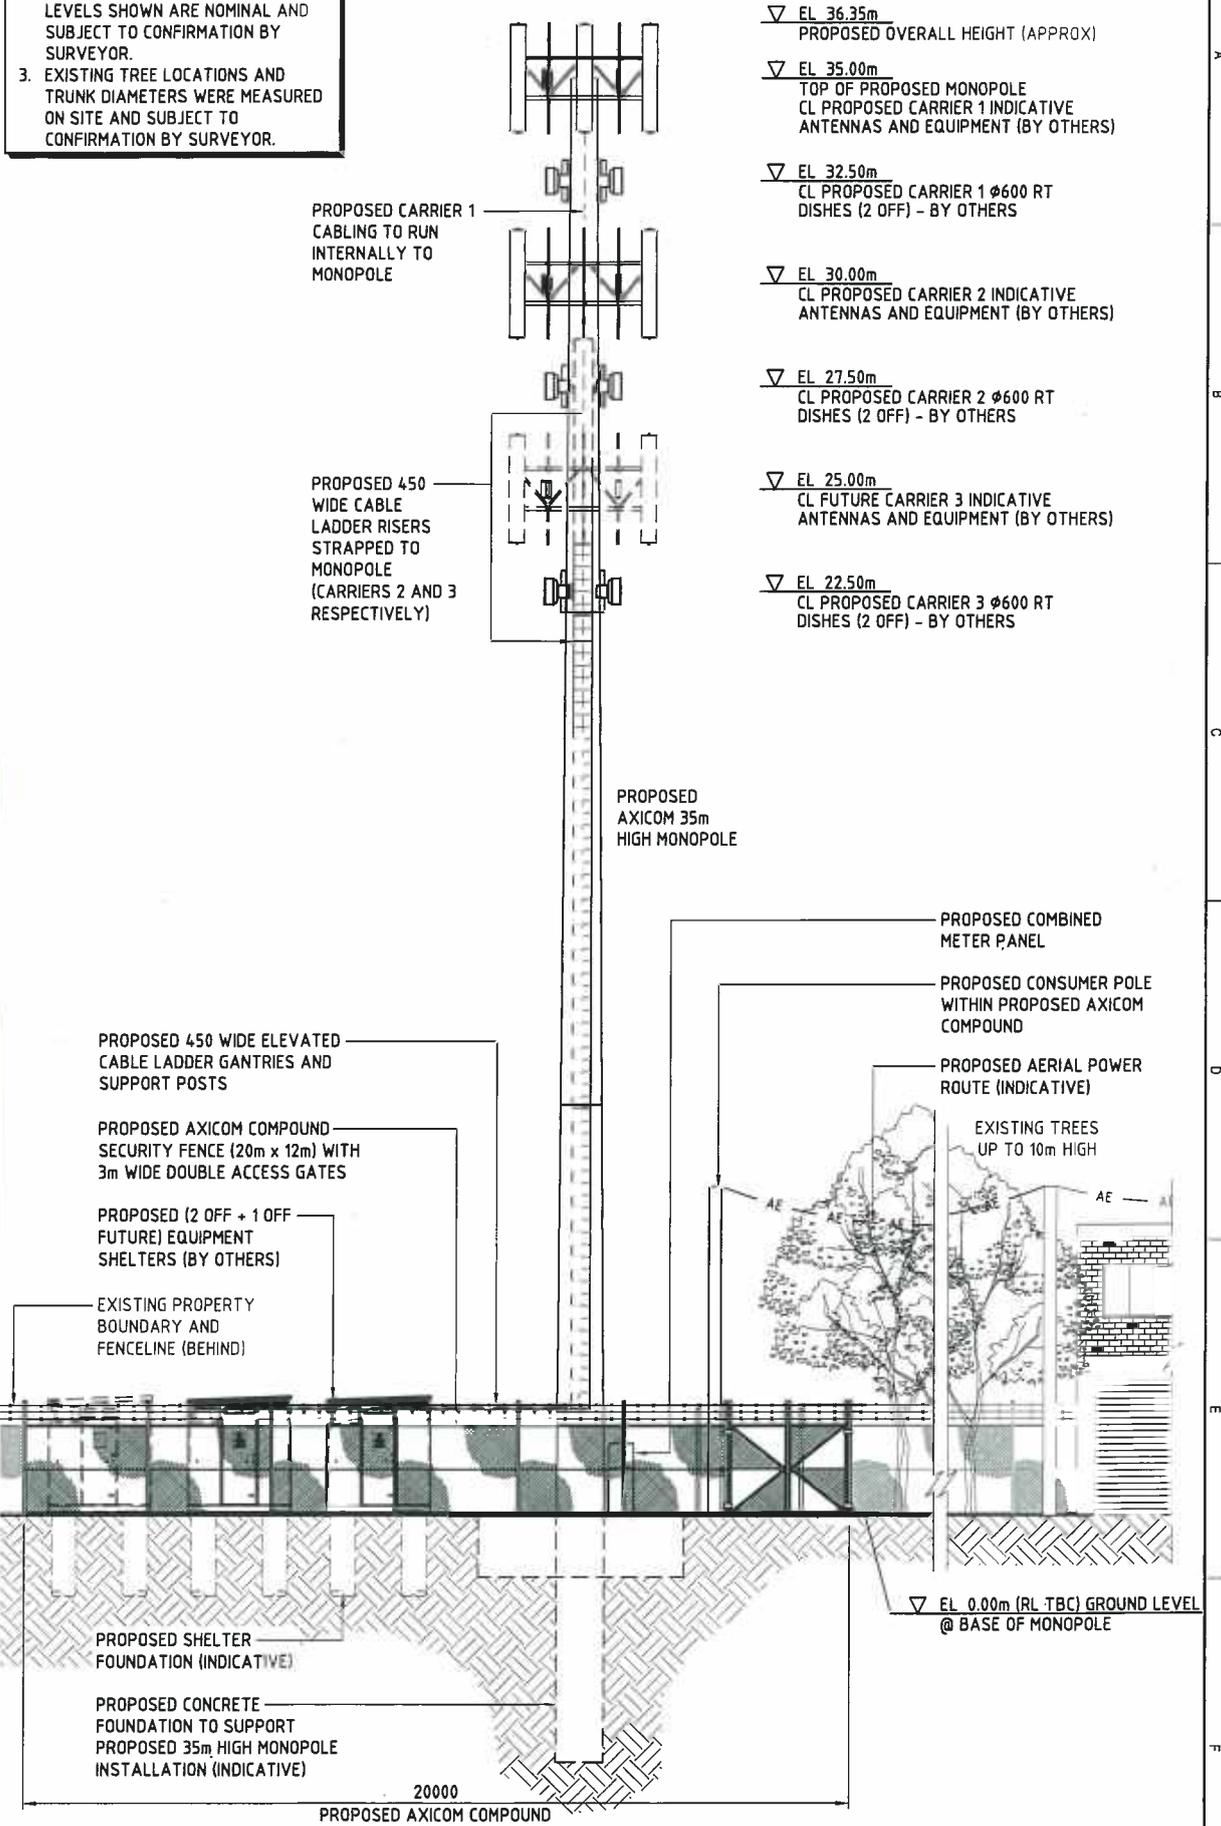 LEVELS SHOWN ARE NOMINAL AND
SUBJECT TO CONFIRMATION BY
SURVEYOR.
3. EXISTING TREE LOCATIONS AND
TRUNK DIAMETERS WERE MEASURED
ON SITE AND SUBJECT TO
CONFIRMATION BY SURVEYOR.
EL 36.35m
PROPOSED OVERALL HEIGHT (APPROX)
EL 35.00m
TOP OF PROPOSED MONOPOLE
CL PROPOSED CARRIER 1 INDICATIVE
ANTENNAS AND EQUIPMENT (BY OTHERS)
EL 32.50m
CL PROPOSED CARRIER 1 Ø600 RT
DISHES (2 OFF) - BY OTHERS
PROPOSED CARRIER 1
CABLING TO RUN
INTERNALLY TO
MONOPOLE
EL 30.00m
CL PROPOSED CARRIER 2 INDICATIVE
ANTENNAS AND EQUIPMENT (BY OTHERS)
EL 27.50m
CL PROPOSED CARRIER 2 Ø600 RT
DISHES (2 OFF) - BY OTHERS
PROPOSED 450
WIDE CABLE
LADDER RISERS
STRAPPED TO
MONOPOLE
(CARRIERS 2 AND 3
RESPECTIVELY)
EL 25.00m
CL FUTURE CARRIER 3 INDICATIVE
ANTENNAS AND EQUIPMENT (BY OTHERS)
EL 22.50m
CL PROPOSED CARRIER 3 Ø600 RT
DISHES (2 OFF) - BY OTHERS
PROPOSED
AXICOM 35m
HIGH MONOPOLE
PROPOSED COMBINED
METER PANEL
PROPOSED CONSUMER POLE
WITHIN PROPOSED AXICOM
COMPOUND
PROPOSED AERIAL POWER
ROUTE (INDICATIVE)
EXISTING TREES
UP TO 10m HIGH
PROPOSED 450 WIDE ELEVATED
CABLE LADDER GANTRIES AND
SUPPORT POSTS
PROPOSED AXICOM COMPOUND
SECURITY FENCE (20m x 12m) WITH
3m WIDE DOUBLE ACCESS GATES
PROPOSED (2 OFF + 1 OFF
FUTURE) EQUIPMENT
SHELTERS (BY OTHERS)
EXISTING PROPERTY
BOUNDARY AND
FENCELINE (BEHIND)
AE
AE
AE
AE
AE
EL 0.00m (RL TBC) GROUND LEVEL
@ BASE OF MONOPOLE
PROPOSED SHELTER
FOUNDATION (INDICATIVE)
PROPOSED CONCRETE
FOUNDATION TO SUPPORT
PROPOSED 35m HIGH MONOPOLE
INSTALLATION (INDICATIVE)
20000
PROPOSED AXICOM COMPOUND
A
B
C
D
E
F